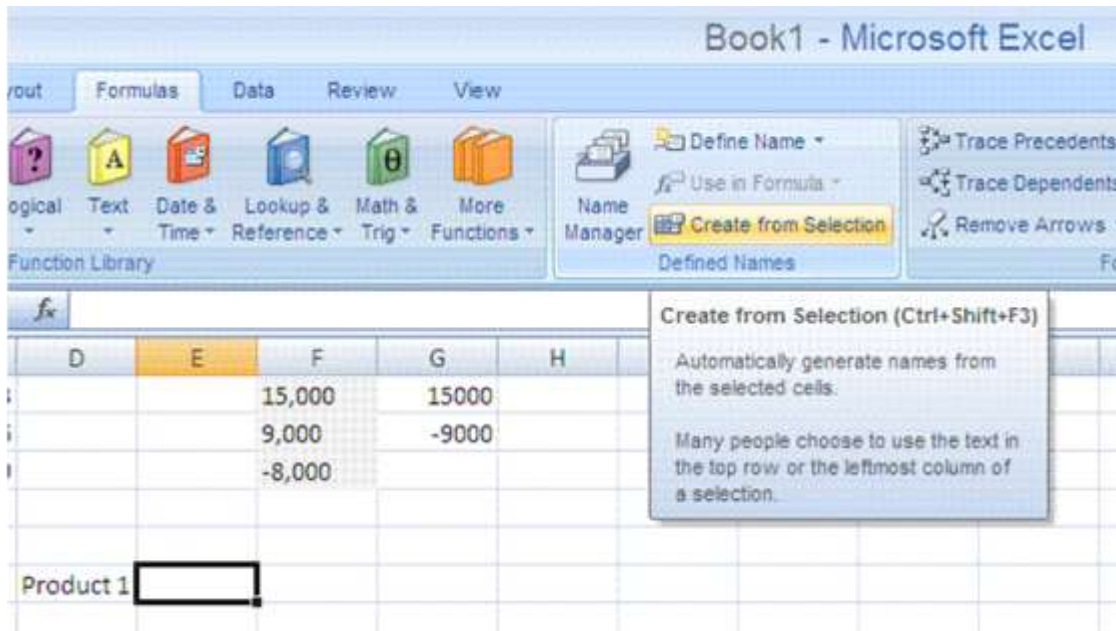 Book1 - Microsoft Excel
yout Formulas Data Review View
? A θ
Define Name
Trace Precedents
Use in Formula
Trace Dependents
ogical Text Date & Time Lookup & Reference Math & Trig More Functions Name Manager
Create from Selection
Remove Arrows
Function Library Defined Names Fo
fx
Create from Selection (Ctrl+Shift+F3)
D E F G H
Automatically generate names from
the selected cells.
15,000 15000
9,000 -9000
Many people choose to use the text in
the top row or the leftmost column of
a selection.
-8,000
Product 1